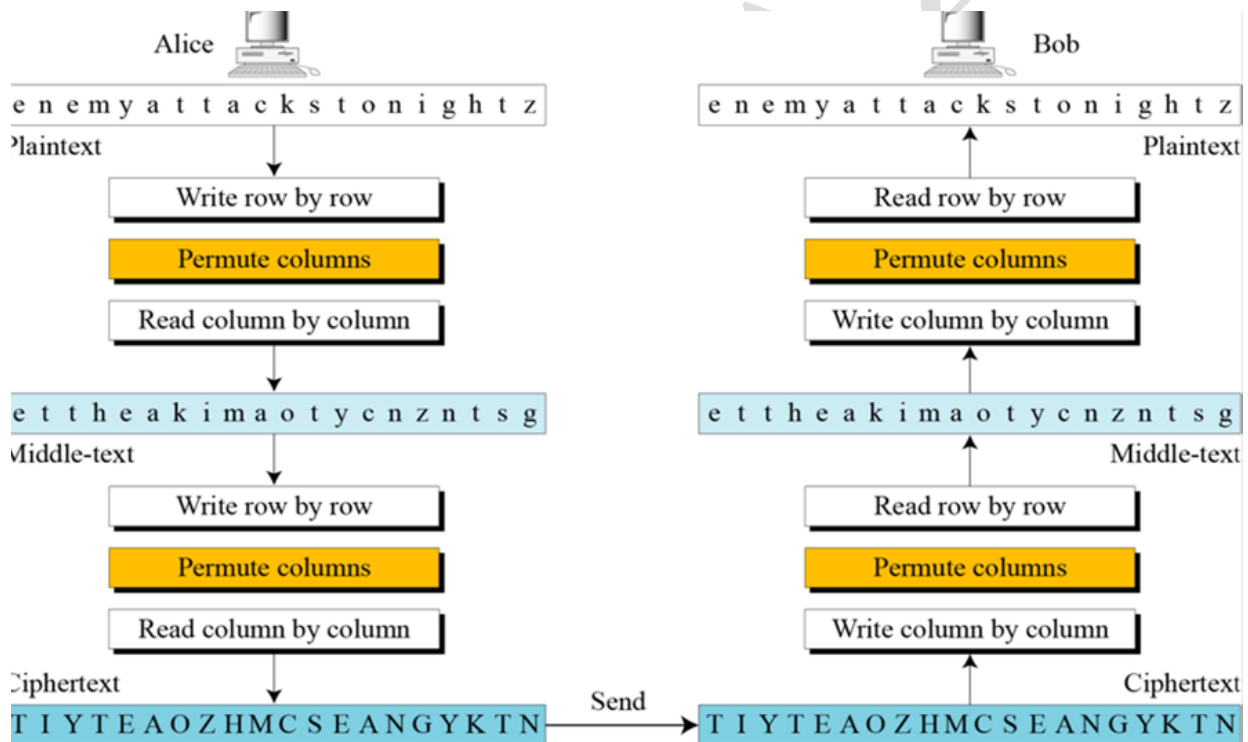 Alice
e n e m y a t t a c k s t o n i g h t z
Plaintext
Write row by row
Permute columns
Read column by column
e t t h e a k i m a o t y c n z n t s g
Middle-text
Write row by row
Permute columns
Read column by column
Ciphertext
T I Y T E A O Z H M C S E A N G Y K T N
Send
Bob
e n e m y a t t a c k s t o n i g h t z
Plaintext
Read row by row
Permute columns
Write column by column
e t t h e a k i m a o t y c n z n t s g
Middle-text
Read row by row
Permute columns
Write column by column
Ciphertext
T I Y T E A O Z H M C S E A N G Y K T N